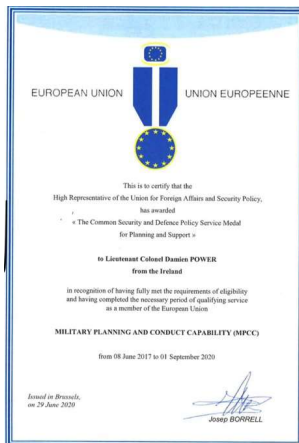 EUROPEAN UNION UNION EUROPEENNE
This is to certify that the
High Representative of the Union for Foreign Affairs and Security Policy,
has awarded
« The Common Security and Defence Policy Service Medal
for Planning and Support »
to Lieutenant Colonel Damien POWER
from the Ireland
in recognition of having fully met the requirements of eligibility
and having completed the necessary period of qualifying service
as a member of the European Union
MILITARY PLANNING AND CONDUCT CAPABILITY (MPCC)
from 08 June 2017 to 01 September 2020
Issued in Brussels,
on 29 June 2020
Josep BORRELL